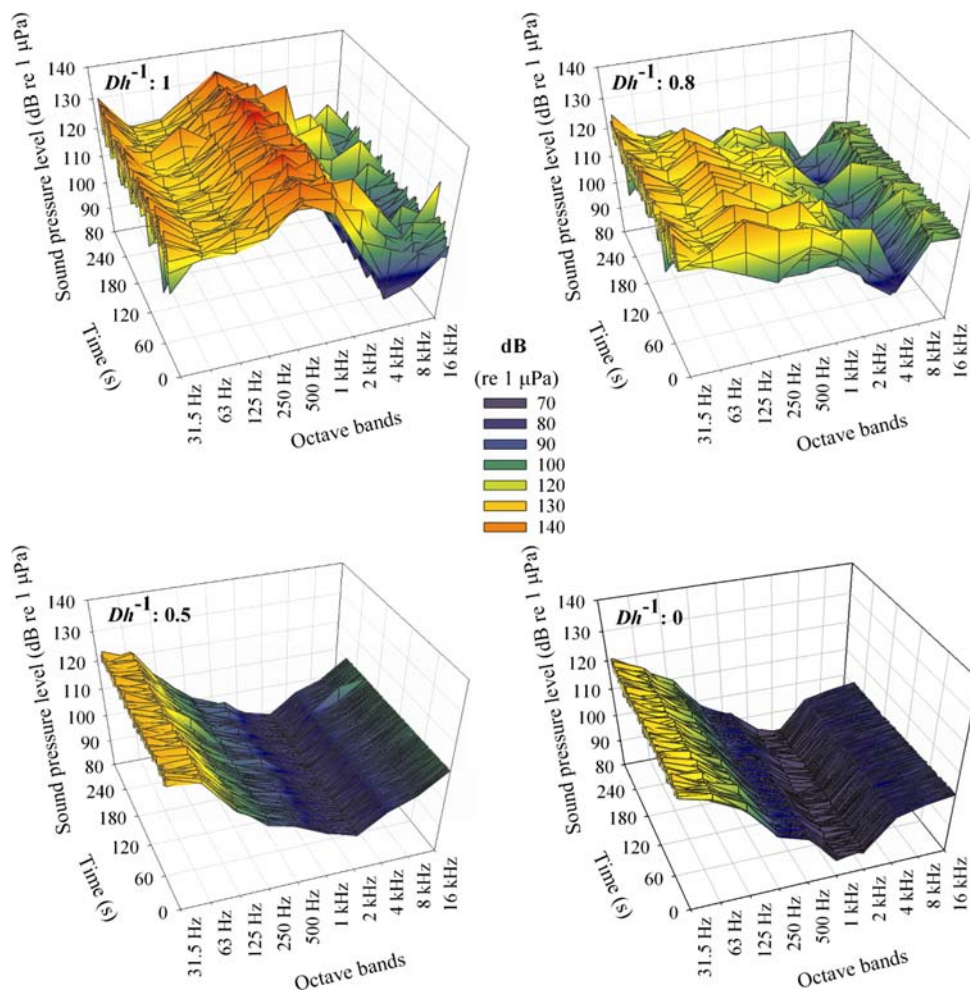 Dh⁻¹: 1
Sound pressure level (dB re 1 µPa)
140
130
120
110
100
90
80
240
180
120
60
0
Time (s)
31.5 Hz
63 Hz
125 Hz
250 Hz
500 Hz
1 kHz
2 kHz
4 kHz
8 kHz
16 kHz
Octave bands
Dh⁻¹: 0.8
Sound pressure level (dB re 1 µPa)
140
130
120
110
100
90
80
240
180
120
60
0
Time (s)
31.5 Hz
63 Hz
125 Hz
250 Hz
500 Hz
1 kHz
2 kHz
4 kHz
8 kHz
16 kHz
Octave bands
dB
(re 1 µPa)
70
80
90
100
120
130
140
Dh⁻¹: 0.5
Sound pressure level (dB re 1 µPa)
140
130
120
110
100
90
80
240
180
120
60
0
Time (s)
31.5 Hz
63 Hz
125 Hz
250 Hz
500 Hz
1 kHz
2 kHz
4 kHz
8 kHz
16 kHz
Octave bands
Dh⁻¹: 0
Sound pressure level (dB re 1 µPa)
140
130
120
110
100
90
80
240
180
120
60
0
Time (s)
31.5 Hz
63 Hz
125 Hz
250 Hz
500 Hz
1 kHz
2 kHz
4 kHz
8 kHz
16 kHz
Octave bands